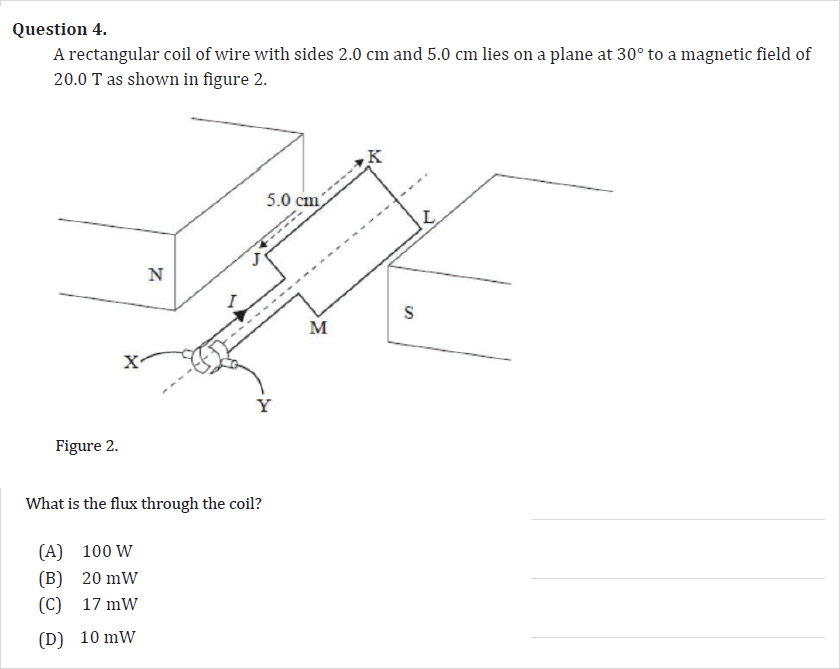 Question 4.
A rectangular coil of wire with sides 2.0 cm and 5.0 cm lies on a plane at 30° to a magnetic field of
20.0 T as shown in figure 2.
K
5.0 cm
L
J
N
I
S
M
X
Y
Figure 2.
What is the flux through the coil?
(A) 100 W
(B) 20 mW
(C) 17 mW
(D) 10 mW